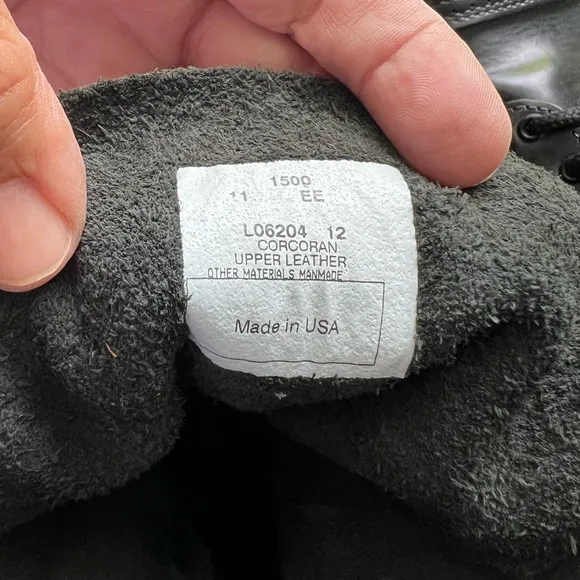 1500
11 EE
L06204 12
CORCORAN
UPPER LEATHER
OTHER MATERIALS MANMADE
Made in USA